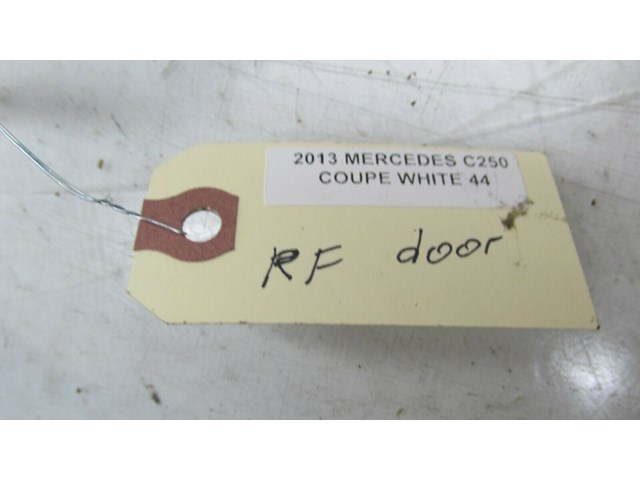 2013 MERCEDES C250
COUPE WHITE 44
RF door